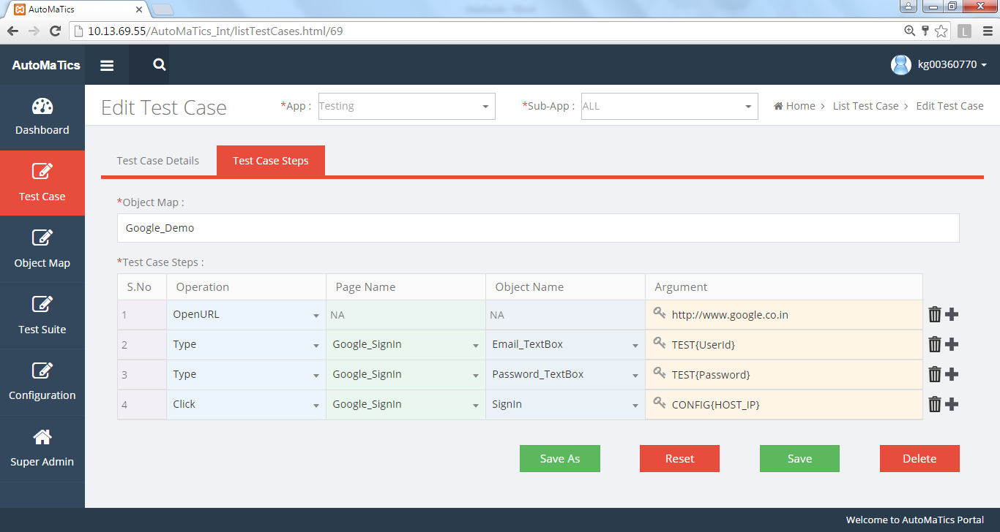 AutoMaTics
10.13.69.55/AutoMaTics_Int/listTestCases.html/69
L
AutoMaTics
kg00360770
Edit Test Case
*App :
Testing
*Sub-App :
ALL
Home > List Test Case > Edit Test Case
Dashboard
Test Case
Object Map
Test Suite
Configuration
Super Admin
Test Case Details
Test Case Steps
*Object Map :
Google_Demo
*Test Case Steps :
S.No Operation Page Name Object Name Argument
1 OpenURL NA NA http://www.google.co.in
2 Type Google_SignIn Email_TextBox TEST{UserId}
3 Type Google_SignIn Password_TextBox TEST{Password}
4 Click Google_SignIn SignIn CONFIG{HOST_IP}
Save As
Reset
Save
Delete
Welcome to AutoMaTics Portal